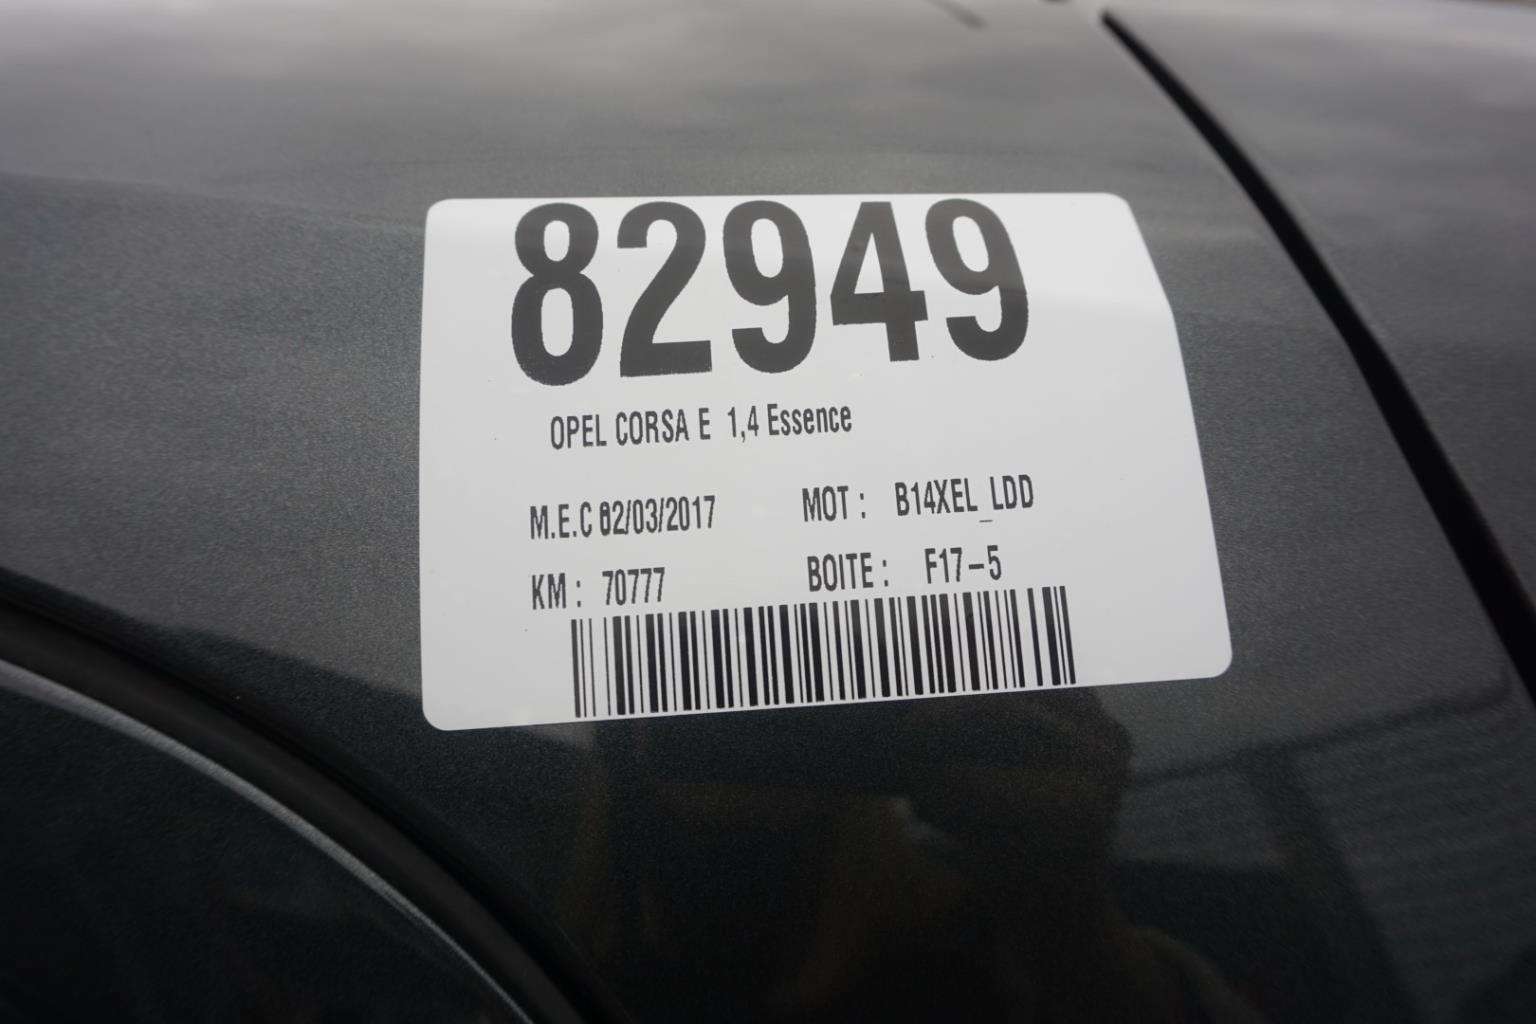 82949
OPEL CORSA E 1,4 Essence
M.E.C 02/03/2017 MOT : B14XEL_LDD
KM : 70777 BOITE : F17-5